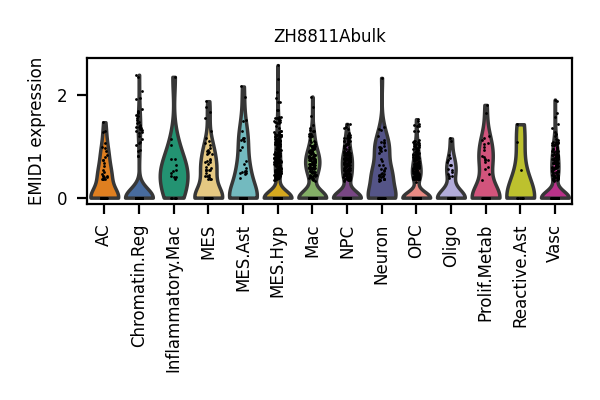 ZH8811Abulk
EMID1 expression
2
0
AC
Chromatin.Reg
Inflammatory.Mac
MES
MES.Ast
MES.Hyp
Mac
NPC
Neuron
OPC
Oligo
Prolif.Metab
Reactive.Ast
Vasc